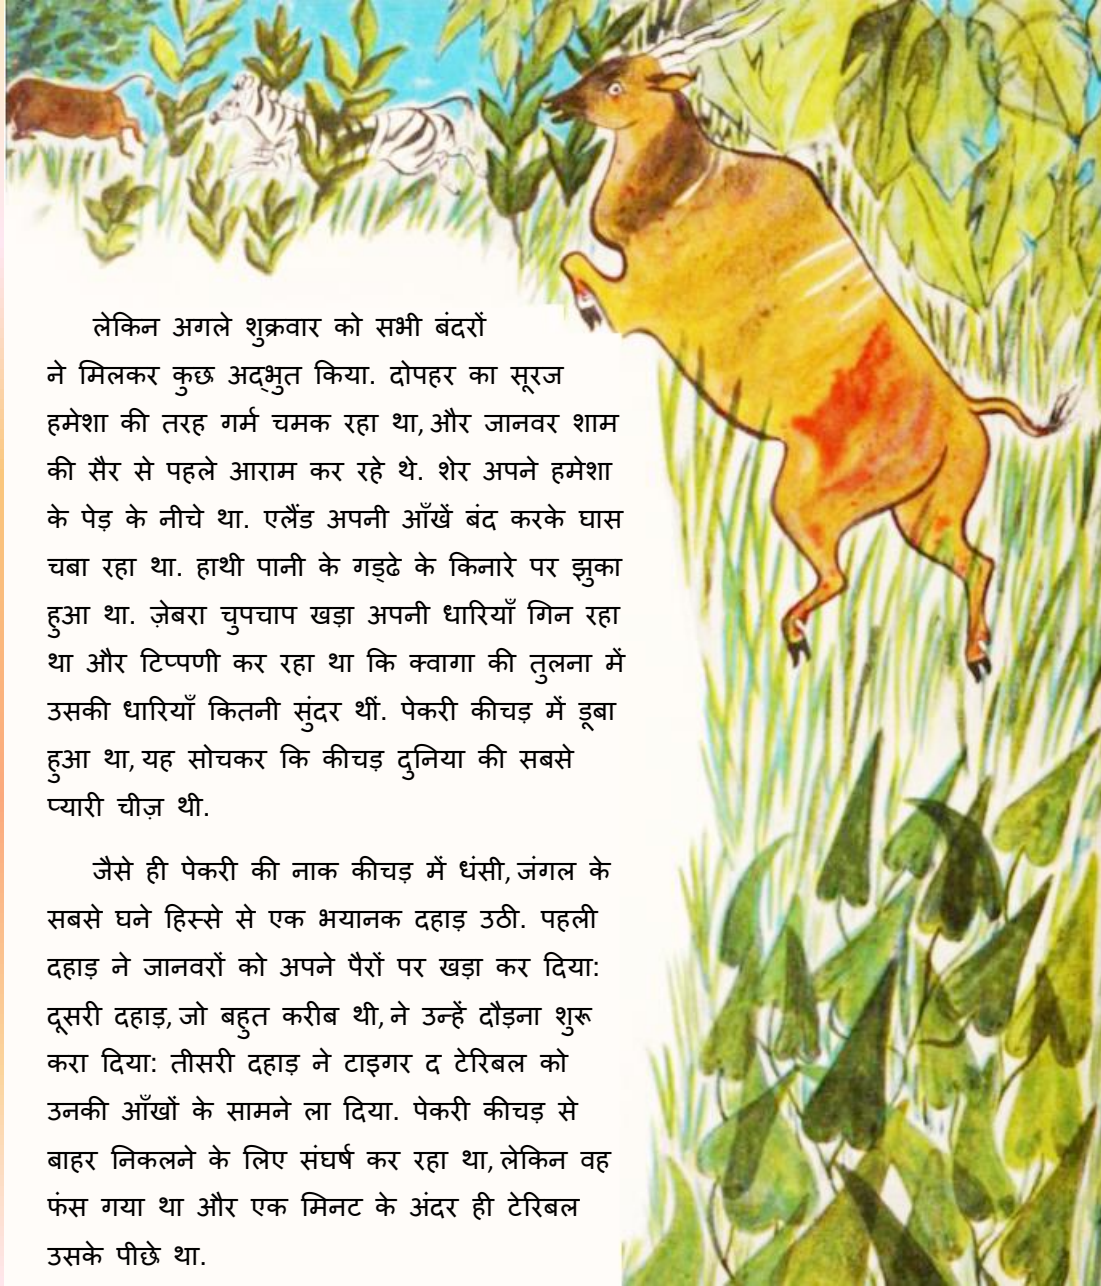 लेकिन अगले शुक्रवार को सभी बंदरों
ने मिलकर कुछ अद्भुत किया. दोपहर का सूरज
हमेशा की तरह गर्म चमक रहा था, और जानवर शाम
की सैर से पहले आराम कर रहे थे. शेर अपने हमेशा
के पेड़ के नीचे था. एलैंड अपनी आँखें बंद करके घास
चबा रहा था. हाथी पानी के गड्ढे के किनारे पर झुका
हुआ था. ज़ेबरा चुपचाप खड़ा अपनी धारियाँ गिन रहा
था और टिप्पणी कर रहा था कि क्वागा की तुलना में
उसकी धारियाँ कितनी सुंदर थीं. पेकरी कीचड़ में डूबा
हुआ था, यह सोचकर कि कीचड़ दुनिया की सबसे
प्यारी चीज़ थी.
जैसे ही पेकरी की नाक कीचड़ में धंसी, जंगल के
सबसे घने हिस्से से एक भयानक दहाड़ उठी. पहली
दहाड़ ने जानवरों को अपने पैरों पर खड़ा कर दिया:
दूसरी दहाड़, जो बहुत करीब थी, ने उन्हें दौड़ना शुरू
करा दिया: तीसरी दहाड़ ने टाइगर द टेरिबल को
उनकी आँखों के सामने ला दिया. पेकरी कीचड़ से
बाहर निकलने के लिए संघर्ष कर रहा था, लेकिन वह
फंस गया था और एक मिनट के अंदर ही टेरिबल
उसके पीछे था.